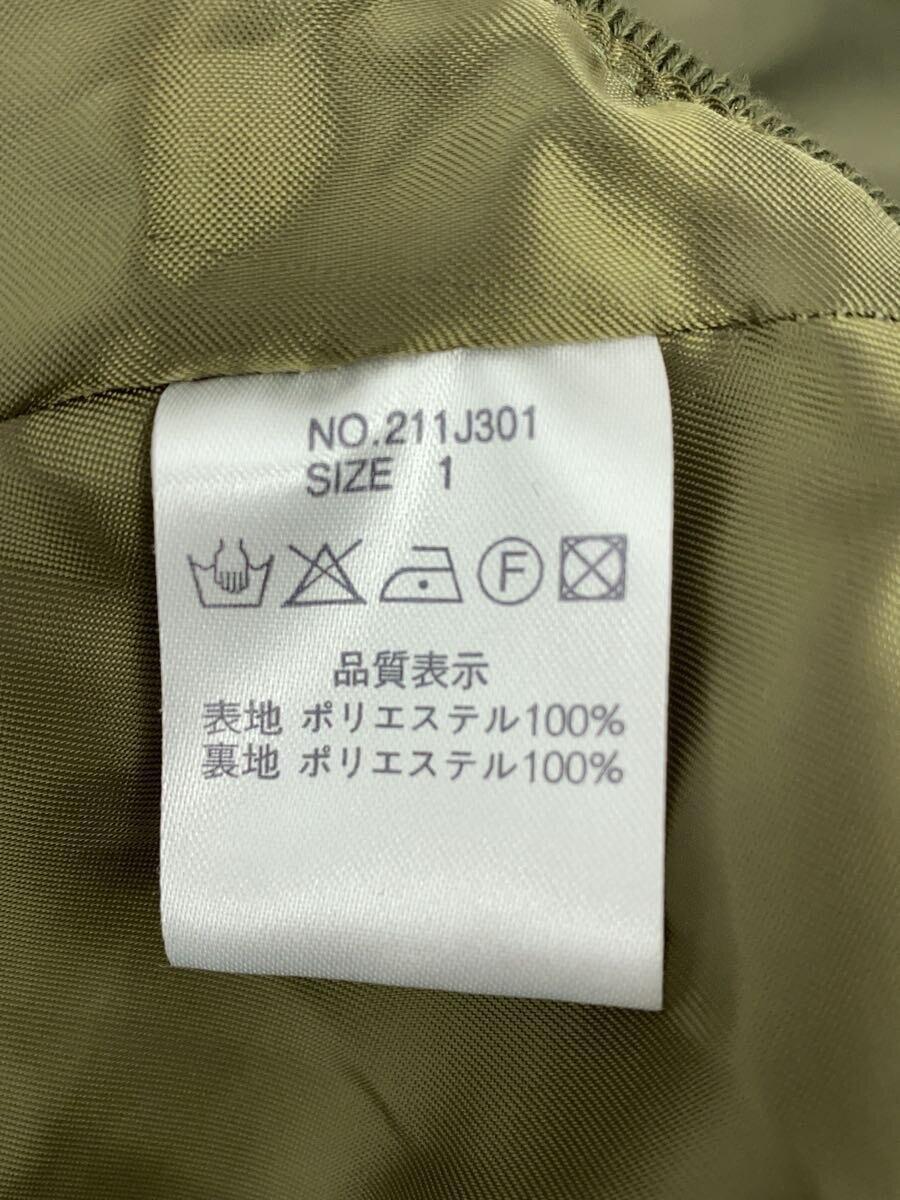 NO.211J301
SIZE 1
F
品質表示
表地 ポリエステル100%
裏地 ポリエステル100%